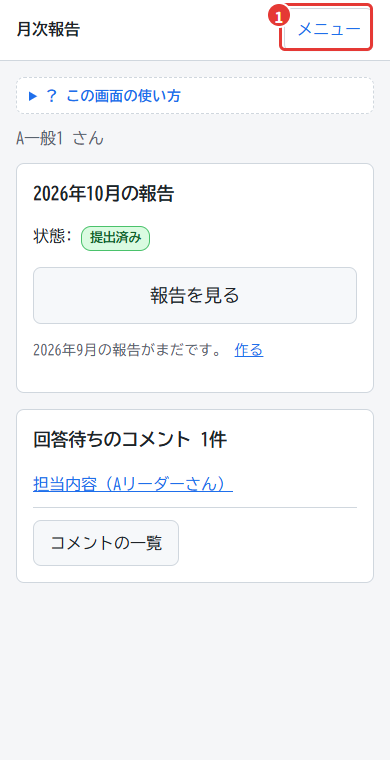 月次報告
1
メニュー
▶ ? この画面の使い方
A一般1 さん
2026年10月の報告
状態: 提出済み
報告を見る
2026年9月の報告がまだです。 作る
回答待ちのコメント 1件
担当内容（Aリーダーさん）
コメントの一覧